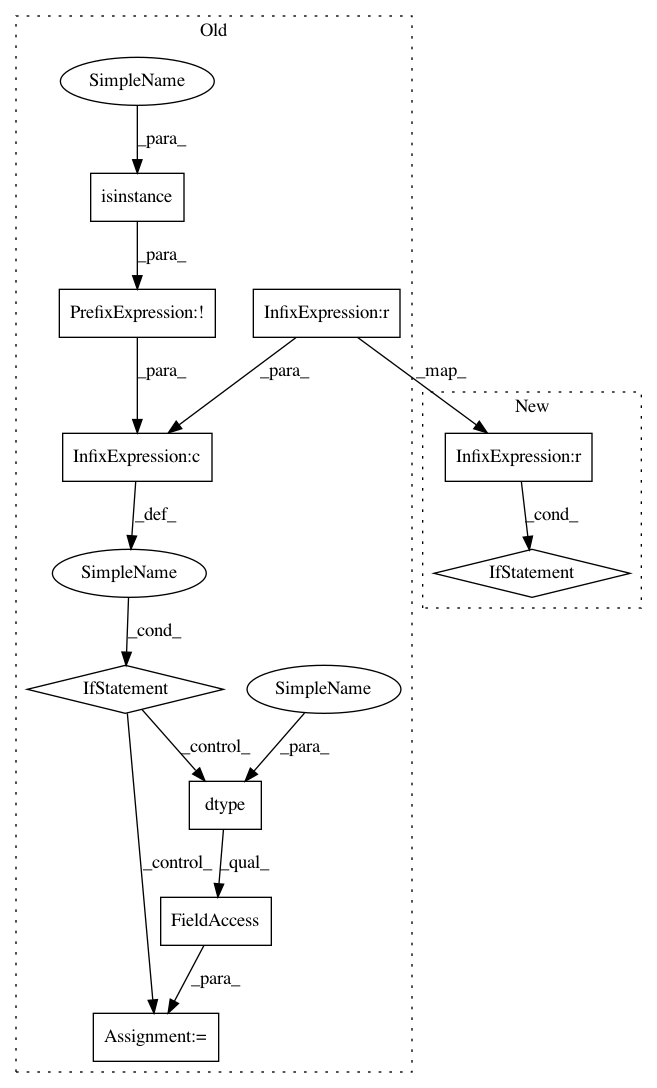 Old
SimpleName
_para_
isinstance
_para_
PrefixExpression:!
InfixExpression:r
_para_
_para_
_map_
New
InfixExpression:c
InfixExpression:r
_def_
_cond_
SimpleName
IfStatement
_cond_
IfStatement
SimpleName
_control_
_para_
dtype
_control_
_qual_
FieldAccess
_para_
Assignment:=